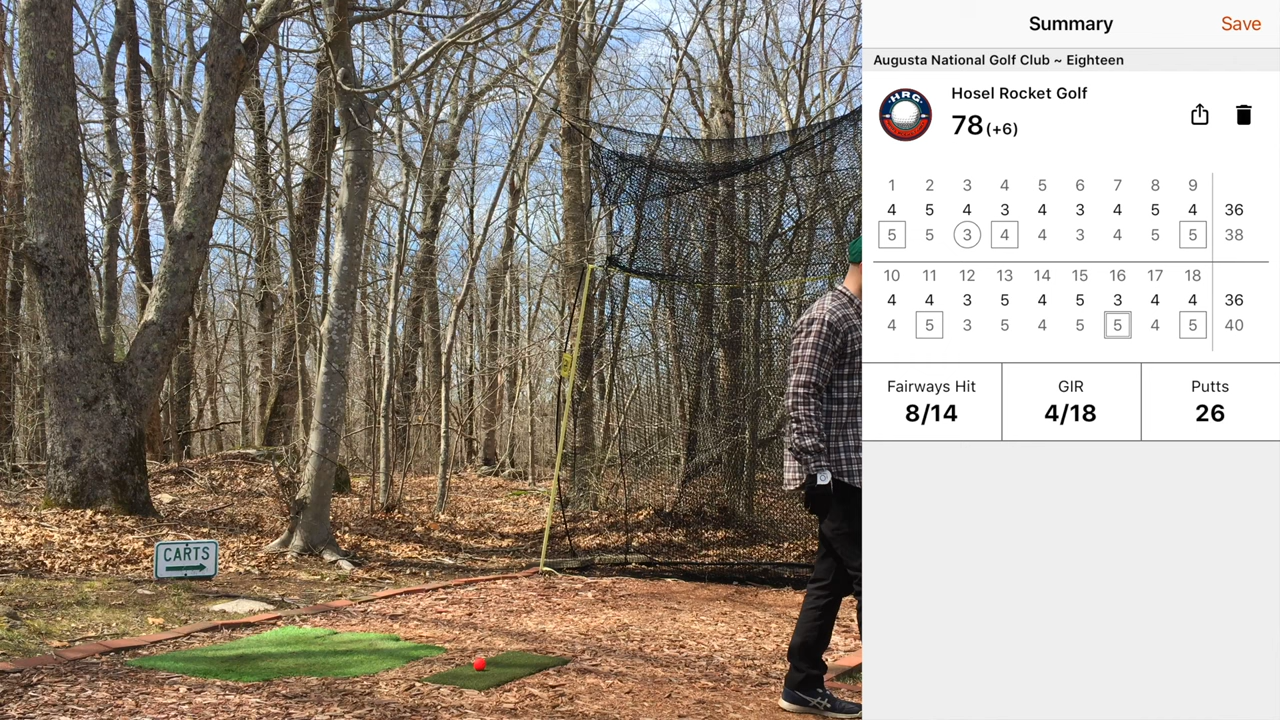 CARTS
Summary Save
Augusta National Golf Club ~ Eighteen
HRG
Hosel Rocket Golf
78 (+6)
1 2 3 4 5 6 7 8 9
4 5 4 3 4 3 4 5 4 36
5 5 3 4 4 3 4 5 5 38
10 11 12 13 14 15 16 17 18
4 4 3 5 4 5 3 4 4 36
4 5 3 5 4 5 5 4 5 40
Fairways Hit GIR Putts
8/14 4/18 26